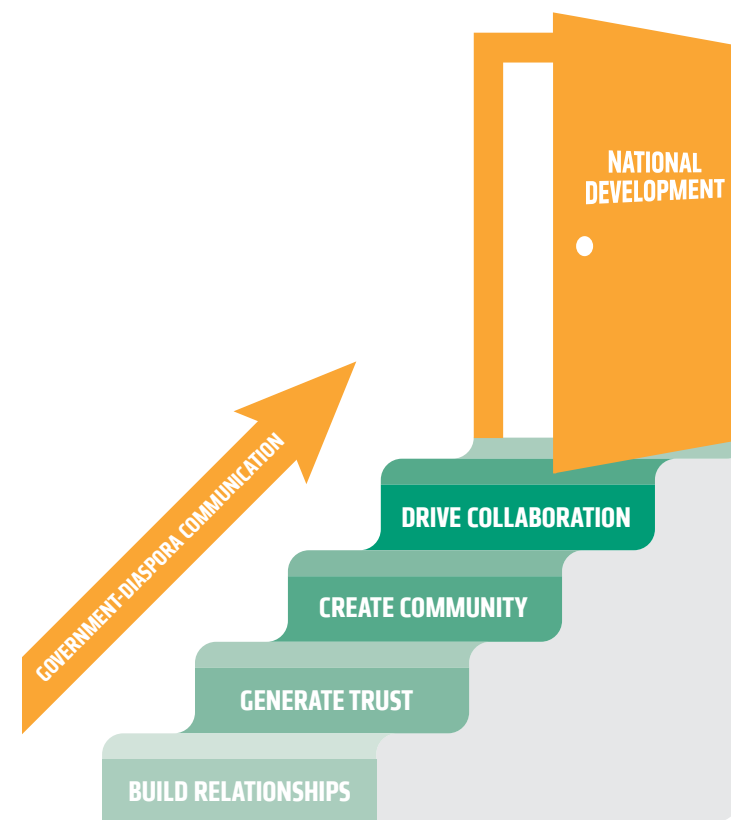 NATIONAL
DEVELOPMENT
GOVERNMENT-DIASPORA COMMUNICATION
DRIVE COLLABORATION
CREATE COMMUNITY
GENERATE TRUST
BUILD RELATIONSHIPS